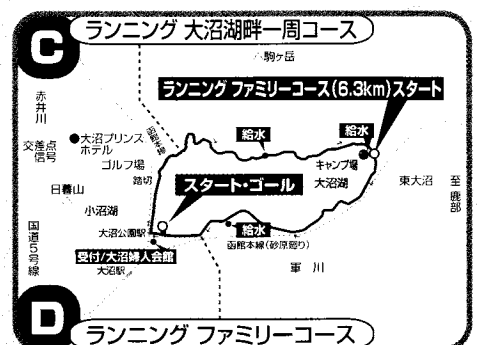 C
ランニング 大沼湖畔一周コース
駒ヶ岳
ランニング ファミリーコース(6.3km)スタート
赤井川
函館本線
給水
給水
交差点
信号
大沼プリンス
ホテル
ゴルフ場
踏切
キャンプ場
大沼湖
東大沼
至鹿部
日暮山
スタート・ゴール
小沼湖
国道5号線
大沼公園駅
給水
函館本線(砂原廻り)
受付/大沼婦人会館
大沼駅
軍川
D
ランニング ファミリーコース